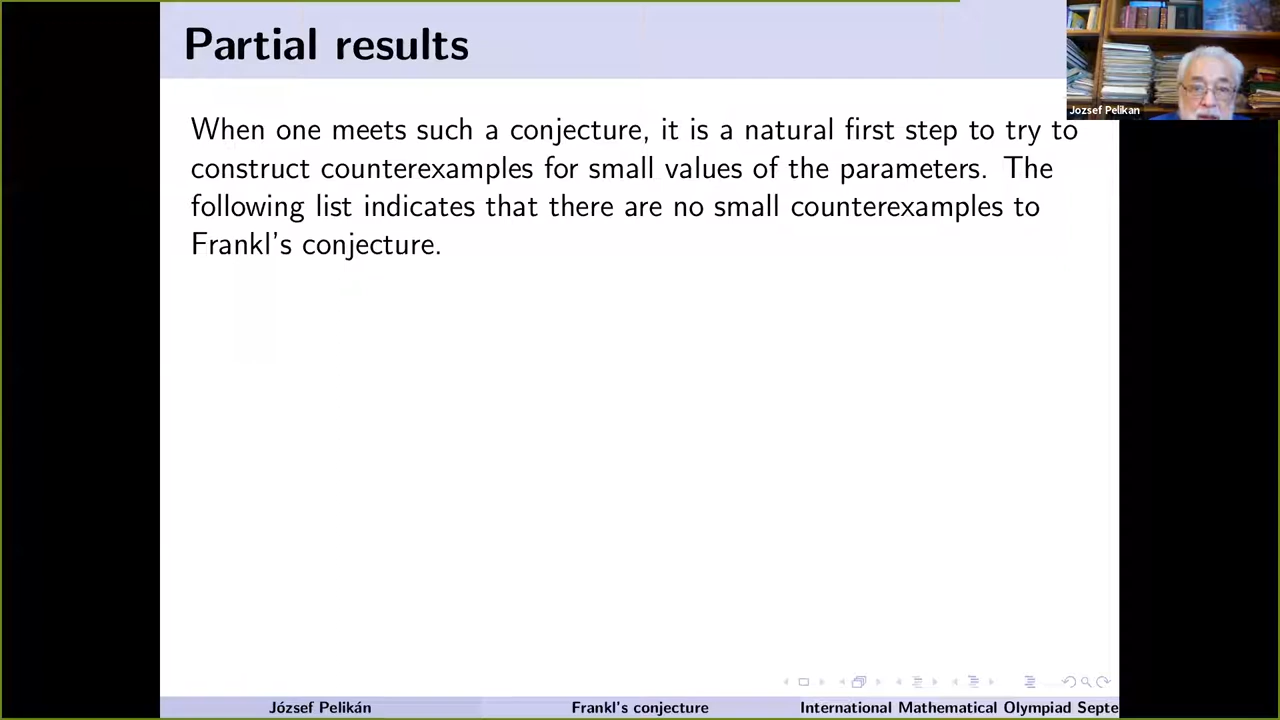 Partial results
Jozsef Pelikan
When one meets such a conjecture, it is a natural first step to try to
construct counterexamples for small values of the parameters. The
following list indicates that there are no small counterexamples to
Frankl's conjecture.
József Pelikán
Frankl's conjecture
International Mathematical Olympiad Septe